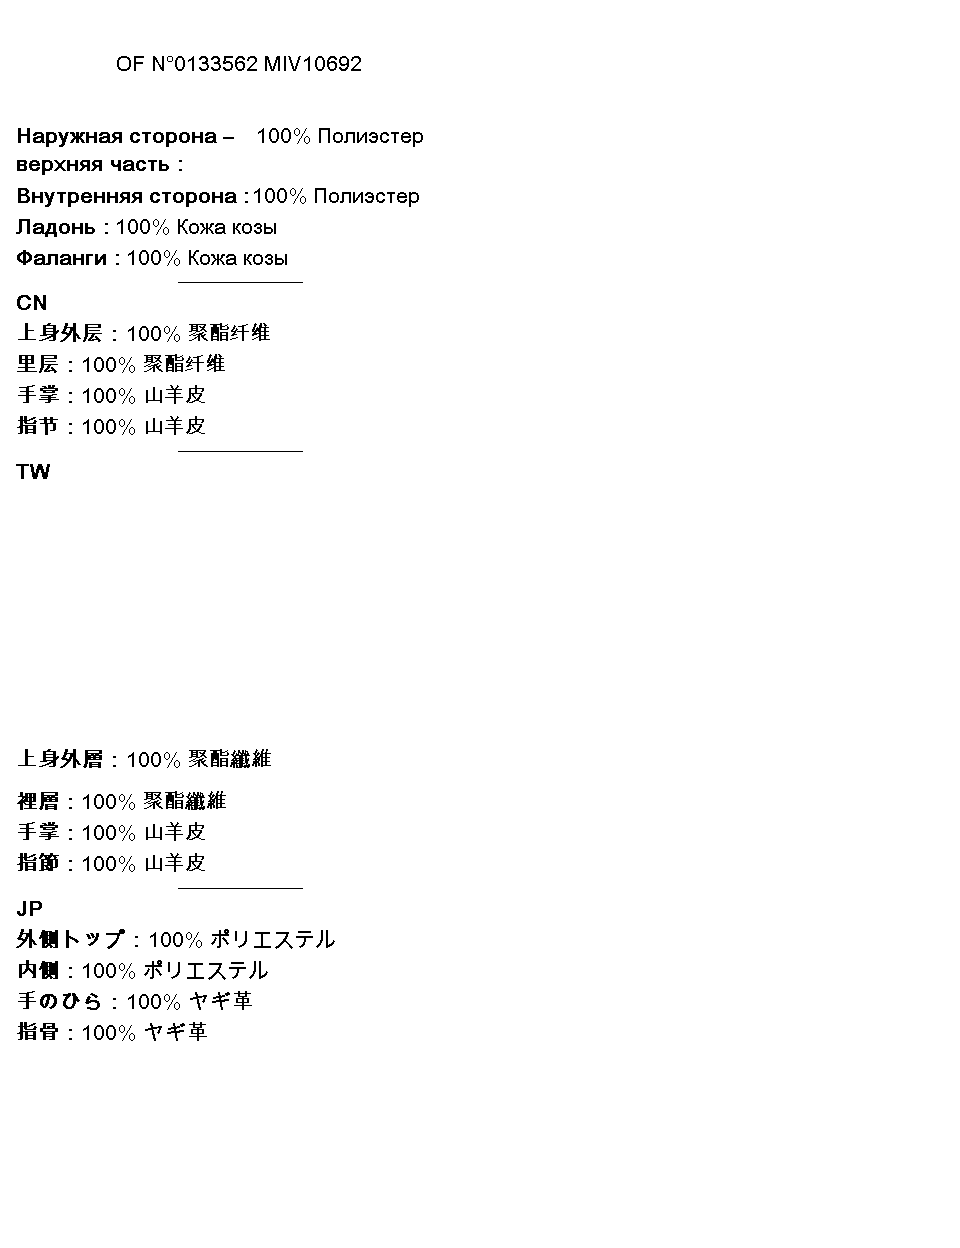 OF N°0133562 MIV10692
Наружная сторона – 100% Полиэстер
верхняя часть :
Внутренняя сторона : 100% Полиэстер
Ладонь : 100% Кожа козы
Фаланги : 100% Кожа козы
CN
上身外层 : 100% 聚酯纤维
里层 : 100% 聚酯纤维
手掌 : 100% 山羊皮
指节 : 100% 山羊皮
TW
上身外層 : 100% 聚酯纖維
裡層 : 100% 聚酯纖維
手掌 : 100% 山羊皮
指節 : 100% 山羊皮
JP
外側トップ : 100% ポリエステル
内側 : 100% ポリエステル
手のひら : 100% ヤギ革
指骨 : 100% ヤギ革